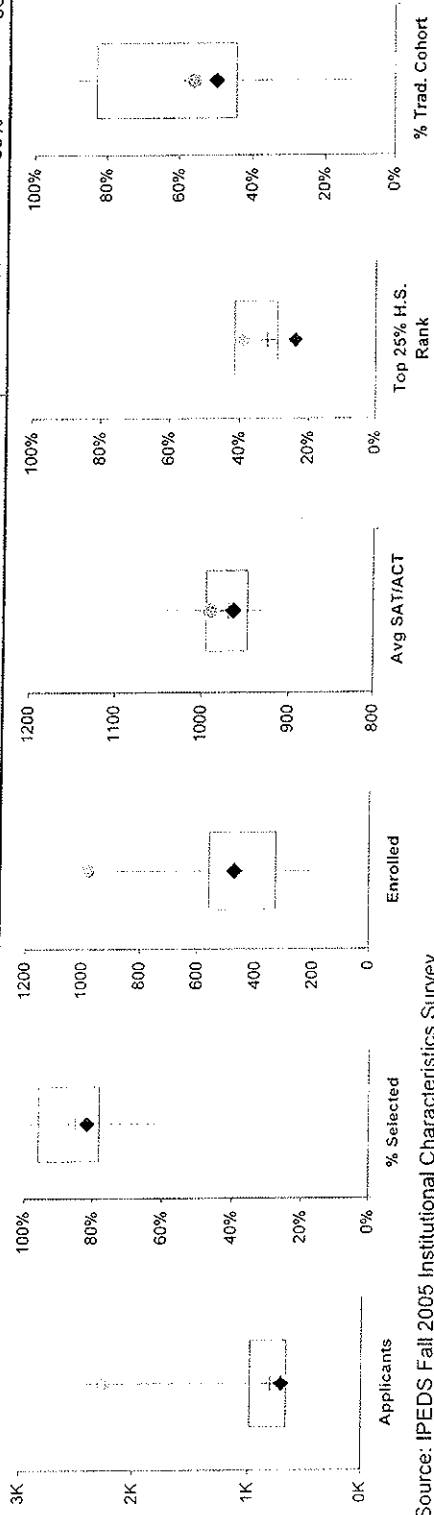 3K
2K
1K
0K
Applicants
100%
80%
60%
40%
20%
0%
% Selected
1200
1000
800
600
400
200
0
Enrolled
1200
1100
1000
900
800
Avg SAT/ACT
100%
80%
60%
40%
20%
0%
Top 25% H.S.
Rank
100%
80%
60%
40%
20%
0%
% Trad. Cohort
Source: IPEDS Fall 2005 Institutional Characteristics Survey